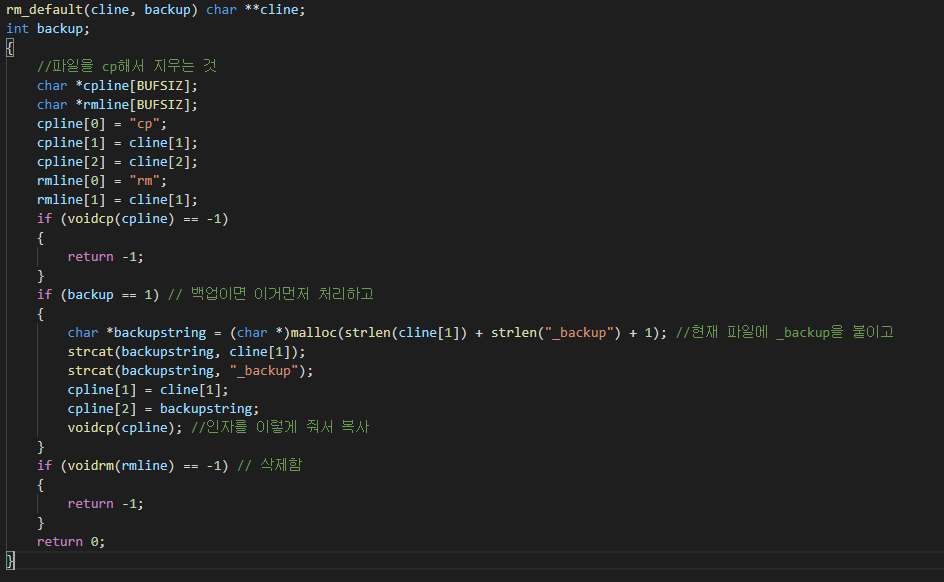 rm_default(cline, backup) char **cline;
int backup;
{
    //파일을 cp해서 지우는 것
    char *cpline[BUFSIZ];
    char *rmline[BUFSIZ];
    cpline[0] = "cp";
    cpline[1] = cline[1];
    cpline[2] = cline[2];
    rmline[0] = "rm";
    rmline[1] = cline[1];
    if (voidcp(cpline) == -1)
    {
        return -1;
    }
    if (backup == 1) // 백업이면 이거먼저 처리하고
    {
        char *backupstring = (char *)malloc(strlen(cline[1]) + strlen("_backup") + 1); //현재 파일에 _backup을 붙이고
        strcat(backupstring, cline[1]);
        strcat(backupstring, "_backup");
        cpline[1] = cline[1];
        cpline[2] = backupstring;
        voidcp(cpline); //인자를 이렇게 줘서 복사
    }
    if (voidrm(rmline) == -1) // 삭제함
    {
        return -1;
    }
    return 0;
}